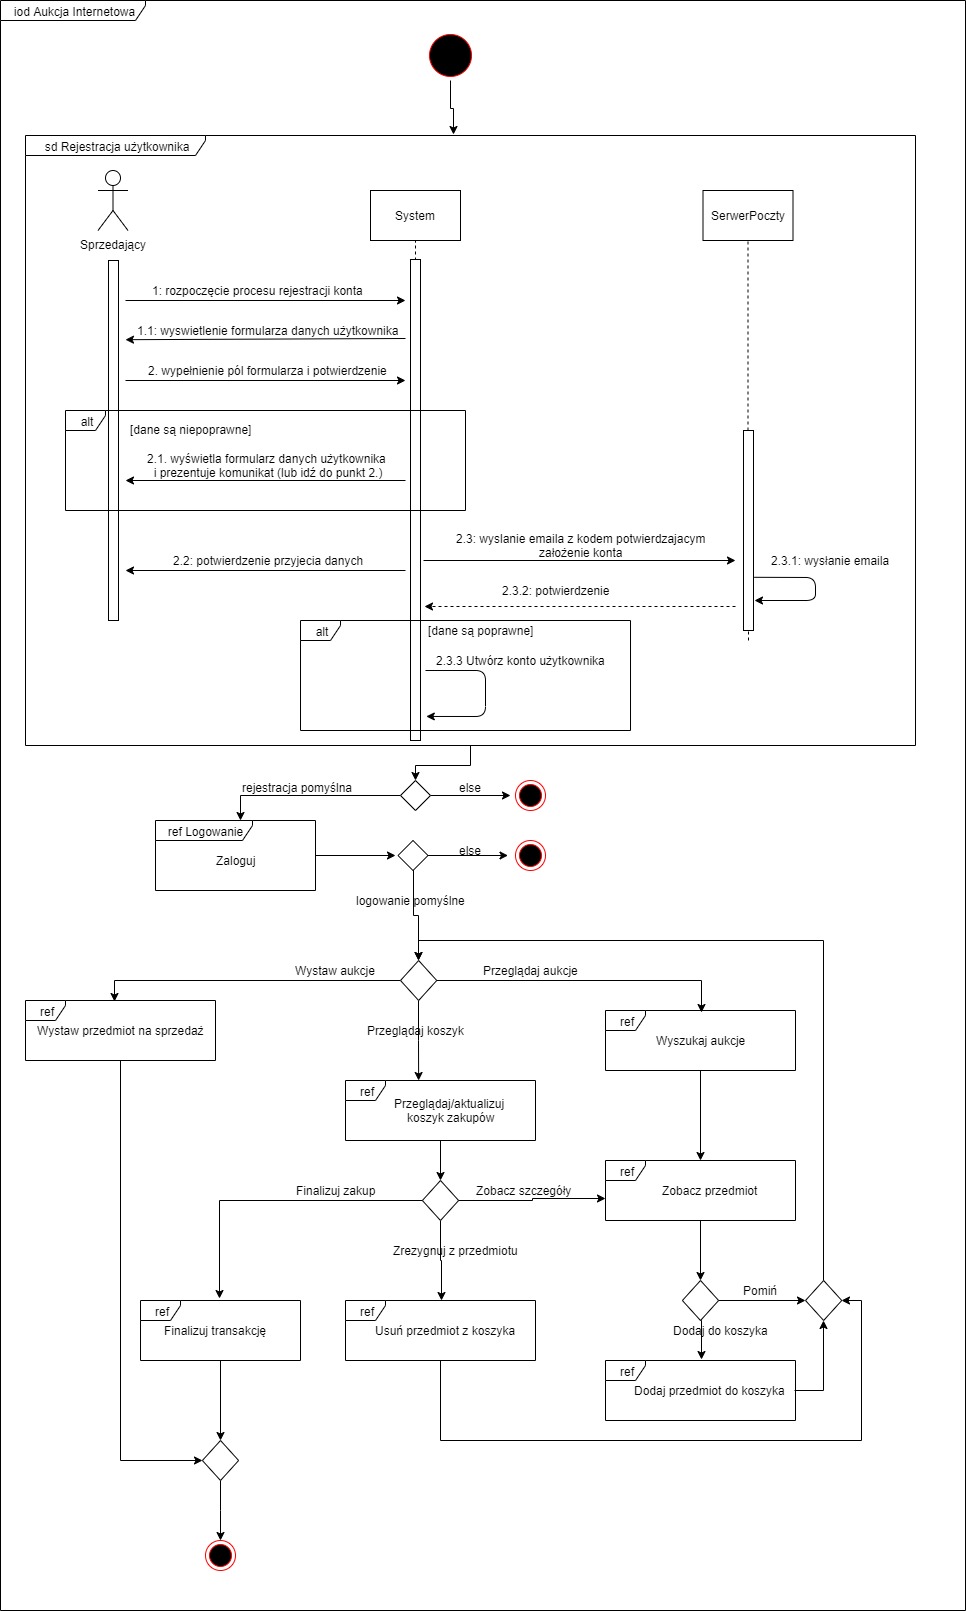 iod Aukcja Internetowa
sd Rejestracja użytkownika
Sprzedający
System
SerwerPoczty
1: rozpoczęcie procesu rejestracji konta
1.1: wyswietlenie formularza danych użytkownika
2. wypełnienie pól formularza i potwierdzenie
alt
[dane są niepoprawne]
2.1. wyświetla formularz danych użytkownika
i prezentuje komunikat (lub idź do punkt 2.)
2.3: wyslanie emaila z kodem potwierdzajacym
założenie konta
2.2: potwierdzenie przyjecia danych
2.3.1: wysłanie emaila
2.3.2: potwierdzenie
alt
[dane są poprawne]
2.3.3 Utwórz konto użytkownika
rejestracja pomyślna
else
ref Logowanie
Zaloguj
else
logowanie pomyślne
Wystaw aukcje
Przeglądaj aukcje
ref
Wystaw przedmiot na sprzedaż
Przeglądaj koszyk
ref
Wyszukaj aukcje
ref
Przeglądaj/aktualizuj
koszyk zakupów
ref
Zobacz przedmiot
Finalizuj zakup
Zobacz szczegóły
Zrezygnuj z przedmiotu
Pomiń
ref
Finalizuj transakcję
ref
Usuń przedmiot z koszyka
Dodaj do koszyka
ref
Dodaj przedmiot do koszyka